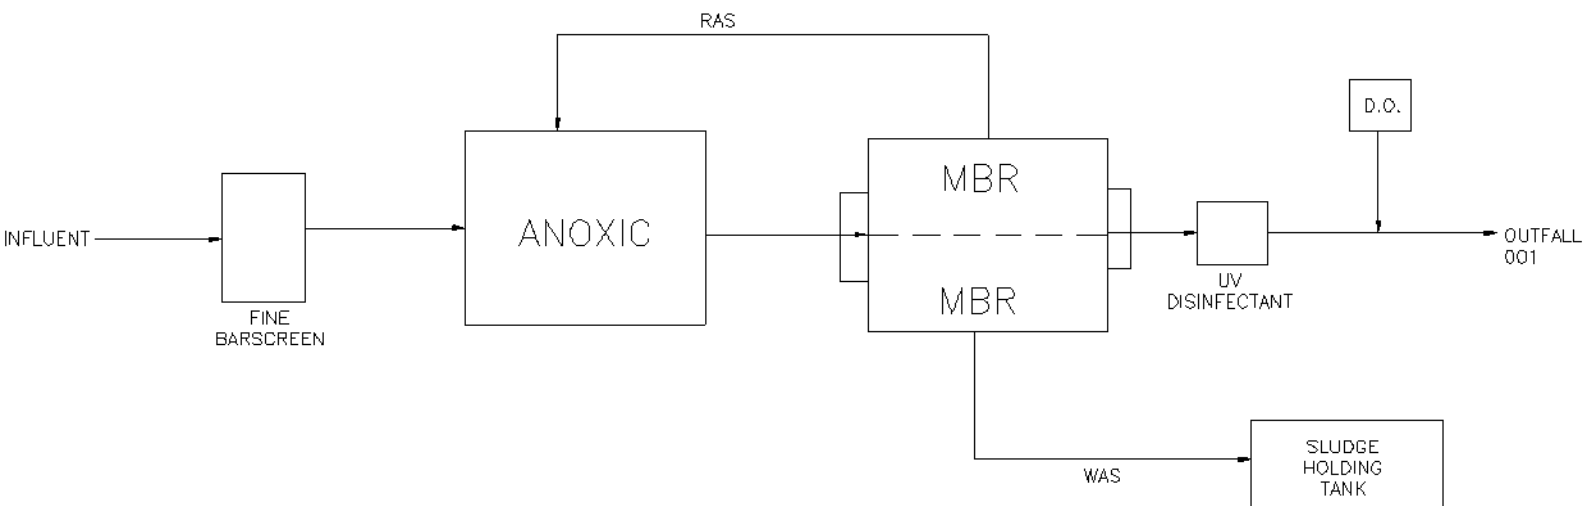 RAS
D.O.
MBR
ANOXIC
INFLUENT
OUTFALL
001
UV
DISINFECTANT
MBR
FINE
BARSCREEN
SLUDGE
HOLDING
TANK
WAS